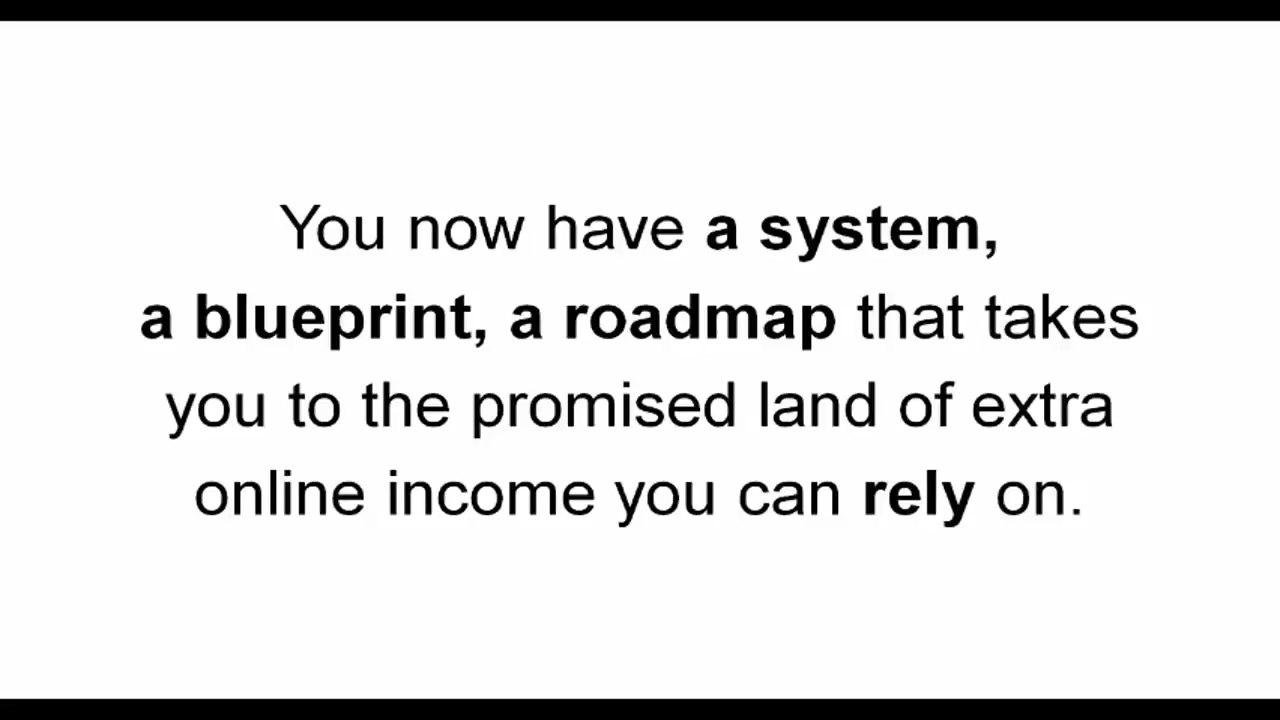 You now have a system,
a blueprint, a roadmap that takes
you to the promised land of extra
online income you can rely on.